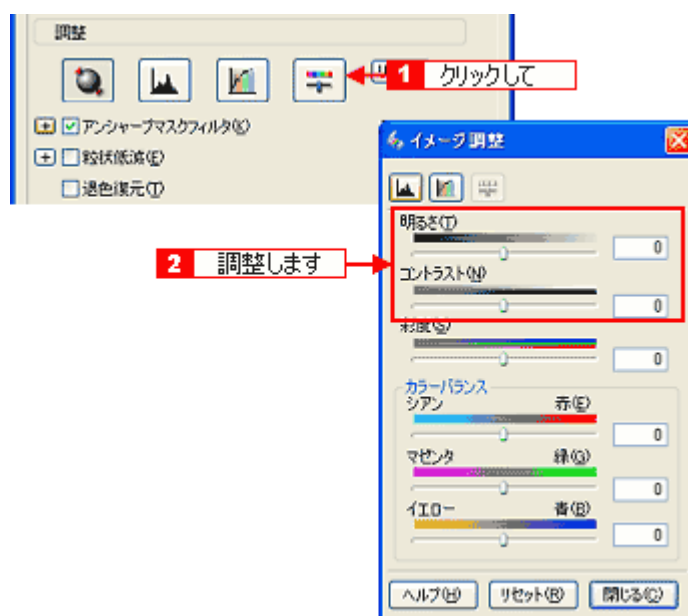 調整
1 クリックして
アンシャープマスクフィルタ(K)
粒状低減(E)
退色復元(T)
イメージ調整
明るさ(T)
0
2 調整します
コントラスト(N)
0
彩度(S)
0
カラーバランス
シアン 赤(E)
0
マゼンタ 緑(G)
0
イエロー 青(B)
0
ヘルプ(H) リセット(R) 閉じる(C)